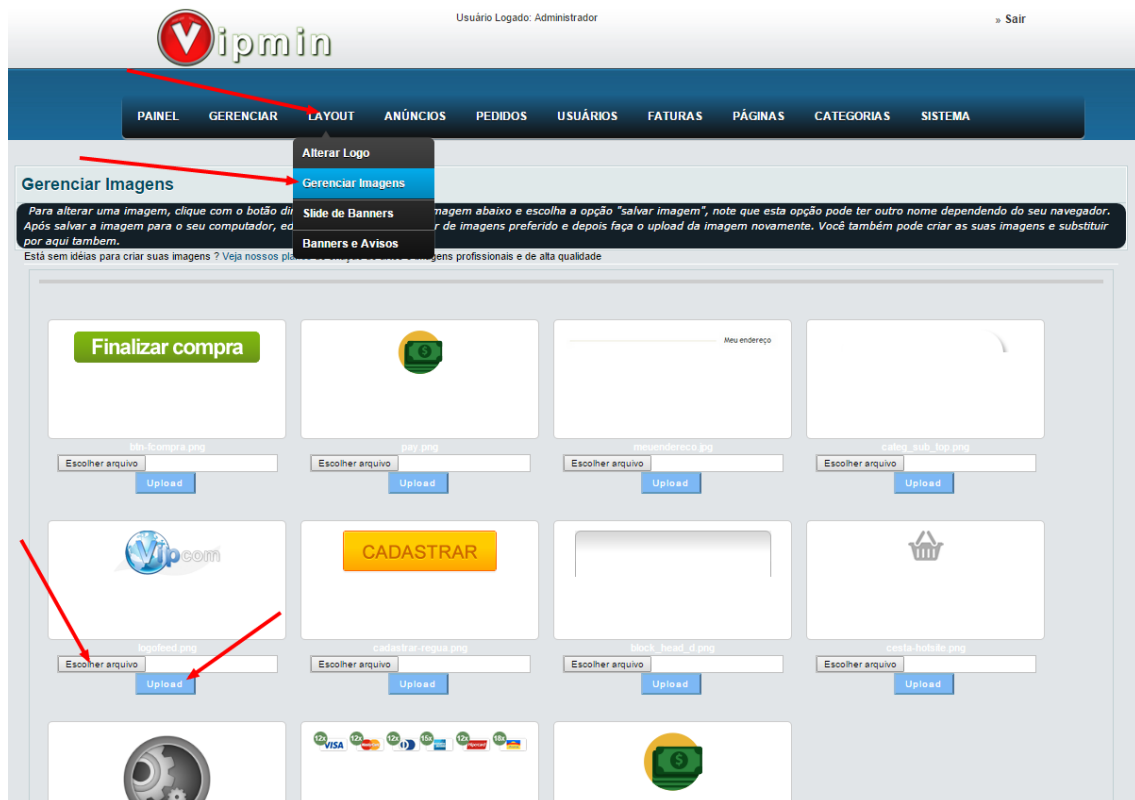 Usuário Logado: Administrador
» Sair
Vipmin
PAINEL GERENCIAR LAYOUT ANÚNCIOS PEDIDOS USUÁRIOS FATURAS PÁGINAS CATEGORIAS SISTEMA
Alterar Logo
Gerenciar Imagens
Slide de Banners
Banners e Avisos
Gerenciar Imagens
Para alterar uma imagem, clique com o botão abaixo e escolha a opção "salvar imagem", note que esta opção pode ter outro nome dependendo do seu navegador.
Após salvar a imagem para o seu computador, de imagens preferido e depois faça o upload da imagem novamente. Você também pode criar as suas imagens e substituir
por aqui tambem.
Está sem idéias para criar suas imagens ? Veja nossos profissionais e de alta qualidade
Finalizar compra
Meu endereço
btn-fcompra.png pay.png meuendereco.jpg categ_sub_top.png
Escolher arquivo Escolher arquivo Escolher arquivo Escolher arquivo
Upload Upload Upload Upload
Vipcom
CADASTRAR
logofeed.png cadastrar-regua.png block_head_d.png cesta-hotsite.png
Escolher arquivo Escolher arquivo Escolher arquivo Escolher arquivo
Upload Upload Upload Upload
12x VISA 12x 12x 15x 12x 18x